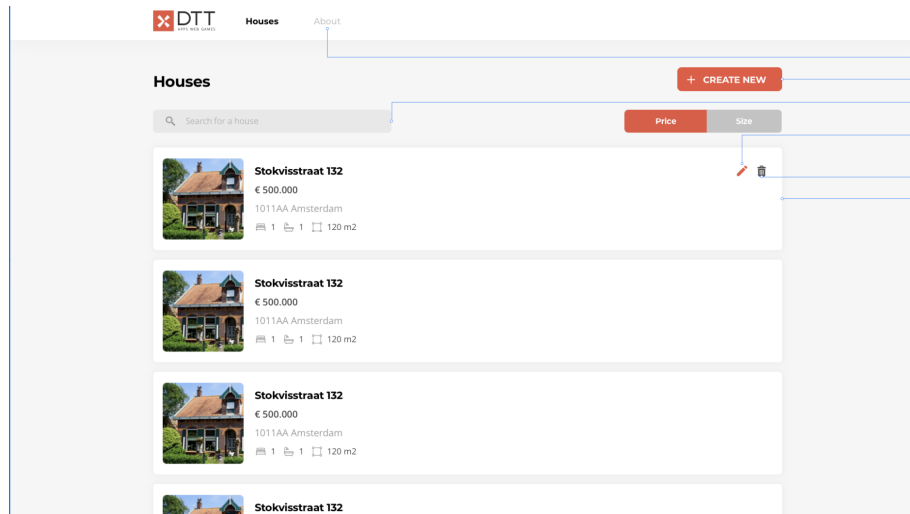 DTT
APPS WEB GAMES
Houses About
Houses
+ CREATE NEW
Search for a house
Price Size
Stokvisstraat 132
€ 500.000
1011AA Amsterdam
1 1 120 m2
Stokvisstraat 132
€ 500.000
1011AA Amsterdam
1 1 120 m2
Stokvisstraat 132
€ 500.000
1011AA Amsterdam
1 1 120 m2
Stokvisstraat 132